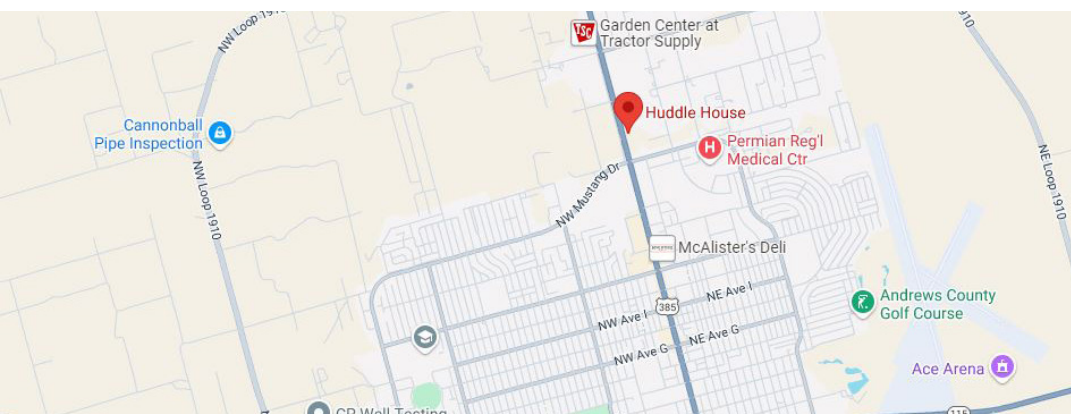 NW Loop 1910
TSC
Garden Center at
Tractor Supply
Huddle House
Cannonball
Pipe Inspection
H
Permian Reg'l
Medical Ctr
NW Loop 1910
NE Loop 1910
NW Mustang Dr
McAlister's Deli
NE Ave I
385
Andrews County
Golf Course
NW Ave I
NE Ave G
NW Ave G
Ace Arena
CP Well Testing
115